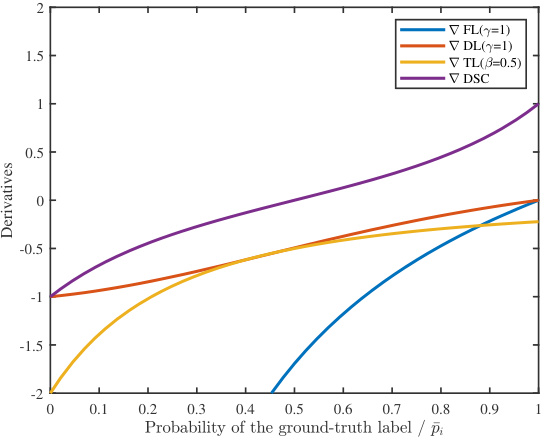 2
1.5
1
0.5
0
-0.5
-1
-1.5
-2
Derivatives
∇ FL(γ=1)
∇ DL(γ=1)
∇ TL(β=0.5)
∇ DSC
0 0.1 0.2 0.3 0.4 0.5 0.6 0.7 0.8 0.9 1
Probability of the ground-truth label / p̄ᵢ